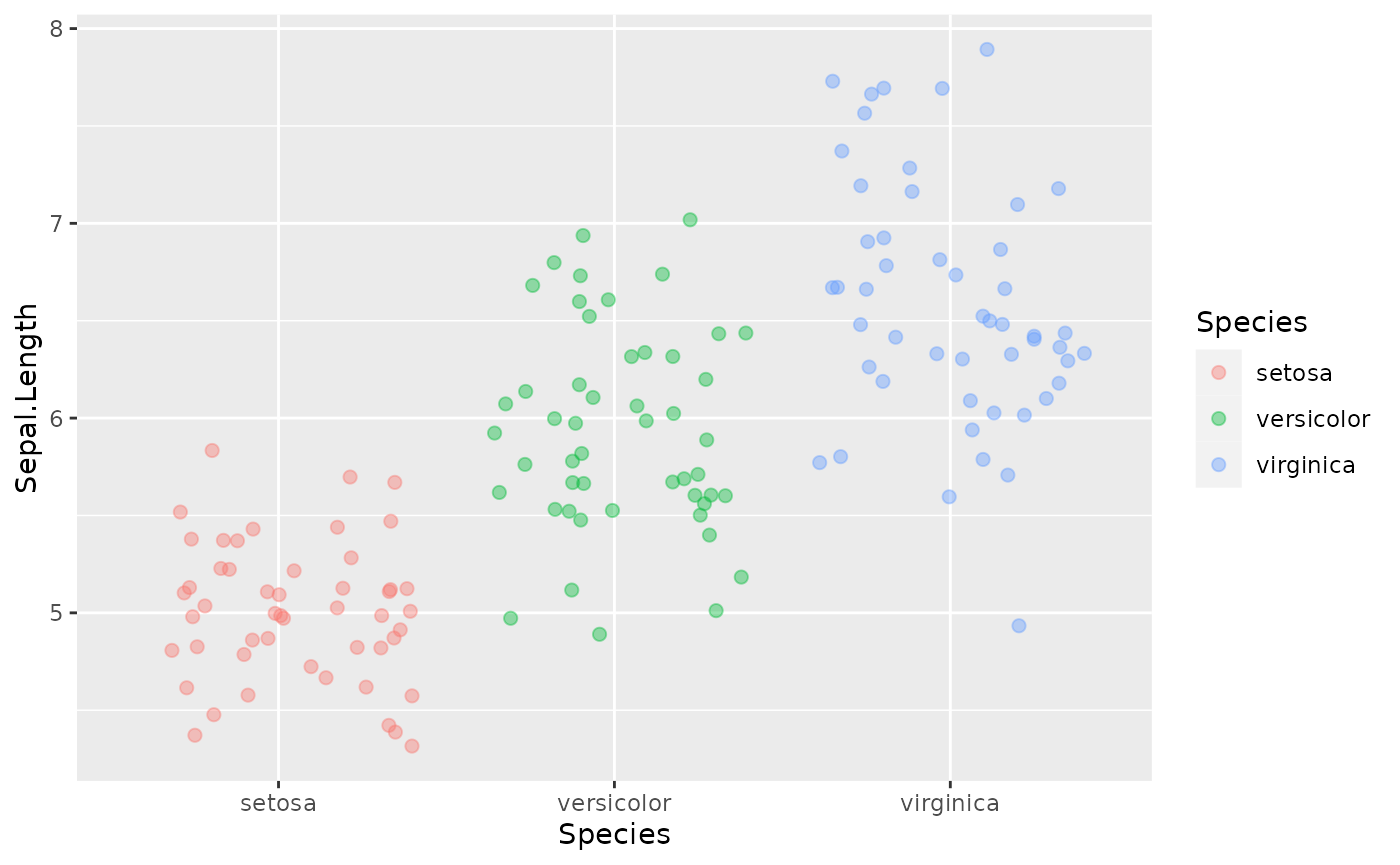 8
7
6
5
Sepal.Length
setosa
versicolor
virginica
Species
Species
setosa
versicolor
virginica